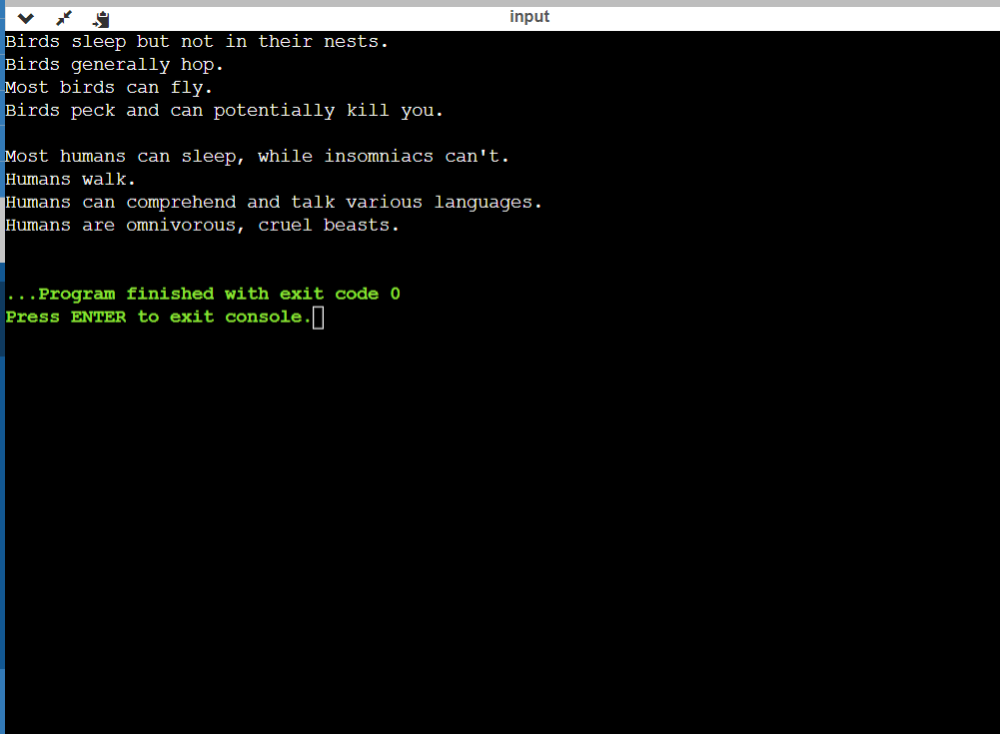 input
Birds sleep but not in their nests.
Birds generally hop.
Most birds can fly.
Birds peck and can potentially kill you.
Most humans can sleep, while insomniacs can't.
Humans walk.
Humans can comprehend and talk various languages.
Humans are omnivorous, cruel beasts.
...Program finished with exit code 0
Press ENTER to exit console.